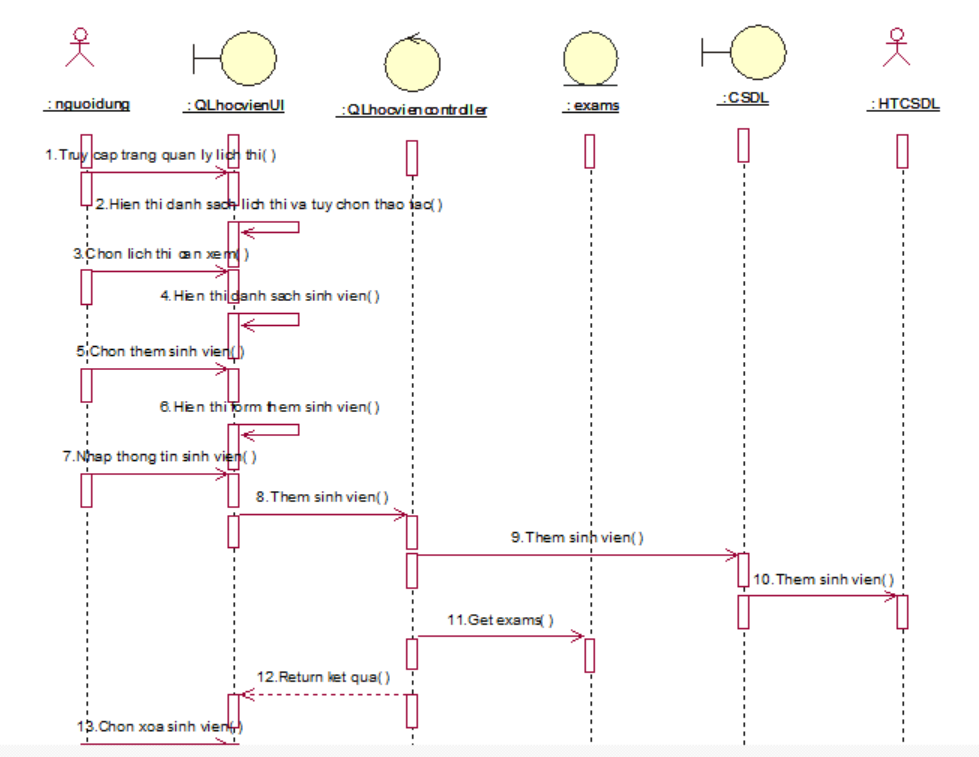 : nguoidung
: QLhocvienUI
: QLhocviencontroller
: exams
: CSDL
: HTCSDL
1.Truy cap trang quan ly lich thi( )
2.Hien thi danh sach lich thi va tuy chon thao tac( )
3.Chon lich thi can xem( )
4.Hien thi danh sach sinh vien( )
5.Chon them sinh vien( )
6.Hien thi form them sinh vien( )
7.Nhap thong tin sinh vien( )
8.Them sinh vien( )
9.Them sinh vien( )
10.Them sinh vien( )
11.Get exams( )
12.Return ket qua( )
13.Chon xoa sinh vien( )